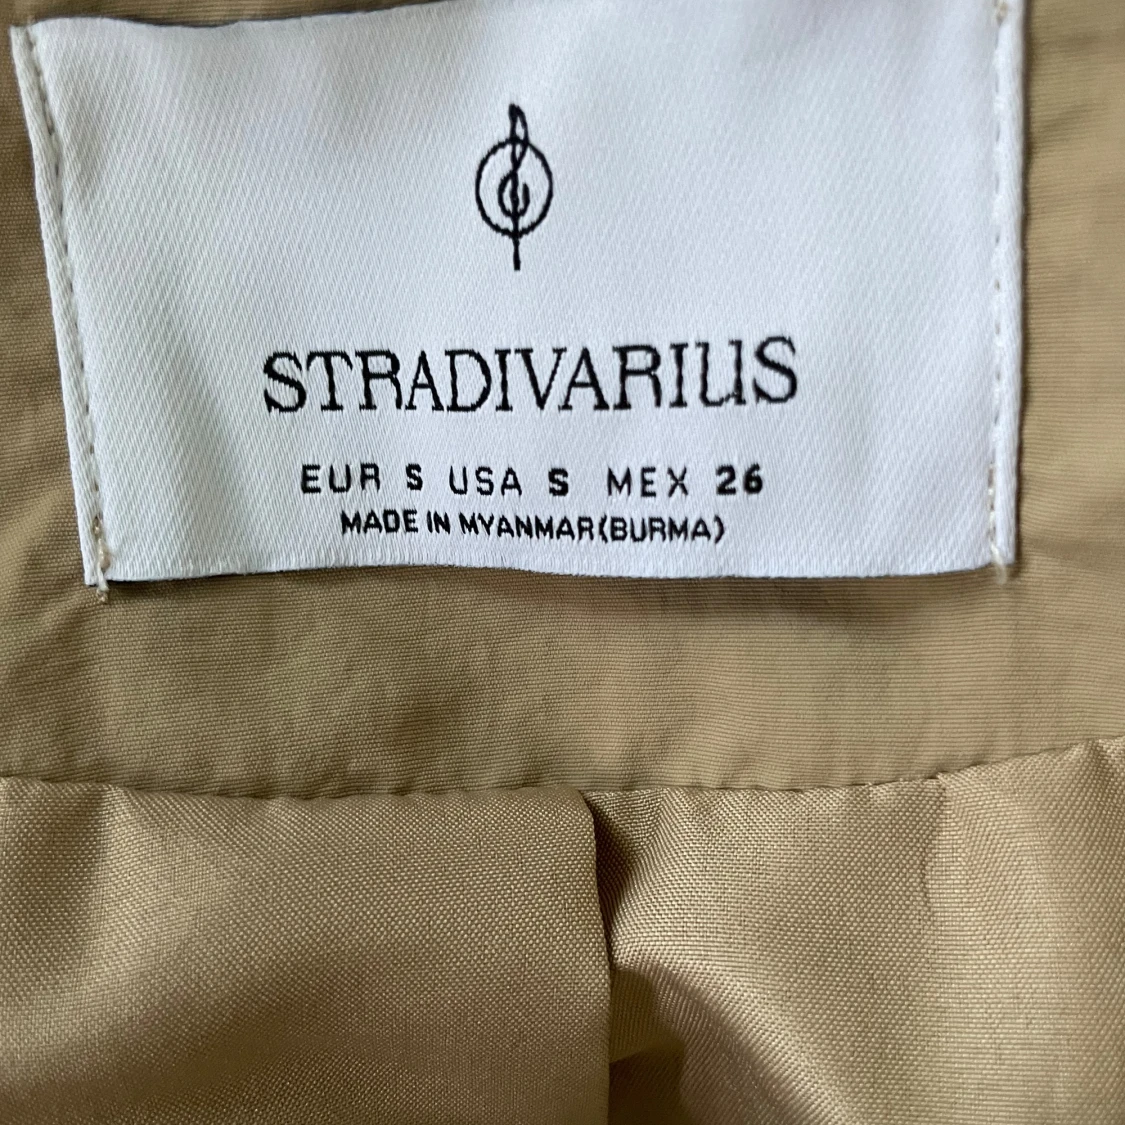 STRADIVARIUS
EUR S USA S MEX 26
MADE IN MYANMAR(BURMA)